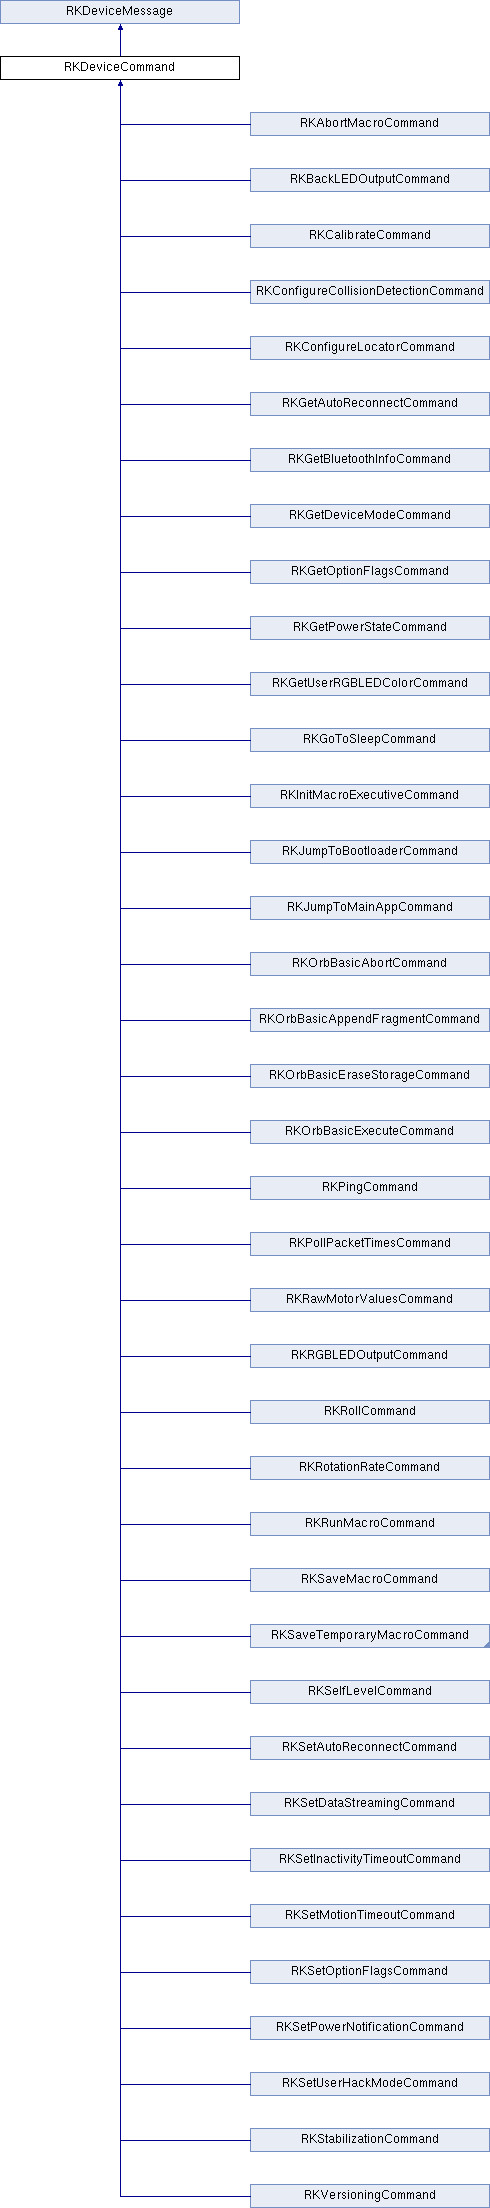 RKDeviceMessage
RKDeviceCommand
RKAbortMacroCommand
RKBackLEDOutputCommand
RKCalibrateCommand
RKConfigureCollisionDetectionCommand
RKConfigureLocatorCommand
RKGetAutoReconnectCommand
RKGetBluetoothInfoCommand
RKGetDeviceModeCommand
RKGetOptionFlagsCommand
RKGetPowerStateCommand
RKGetUserRGBLEDColorCommand
RKGoToSleepCommand
RKInitMacroExecutiveCommand
RKJumpToBootloaderCommand
RKJumpToMainAppCommand
RKOrbBasicAbortCommand
RKOrbBasicAppendFragmentCommand
RKOrbBasicEraseStorageCommand
RKOrbBasicExecuteCommand
RKPingCommand
RKPollPacketTimesCommand
RKRawMotorValuesCommand
RKRGBLEDOutputCommand
RKRollCommand
RKRotationRateCommand
RKRunMacroCommand
RKSaveMacroCommand
RKSaveTemporaryMacroCommand
RKSelfLevelCommand
RKSetAutoReconnectCommand
RKSetDataStreamingCommand
RKSetInactivityTimeoutCommand
RKSetMotionTimeoutCommand
RKSetOptionFlagsCommand
RKSetPowerNotificationCommand
RKSetUserHackModeCommand
RKStabilizationCommand
RKVersioningCommand